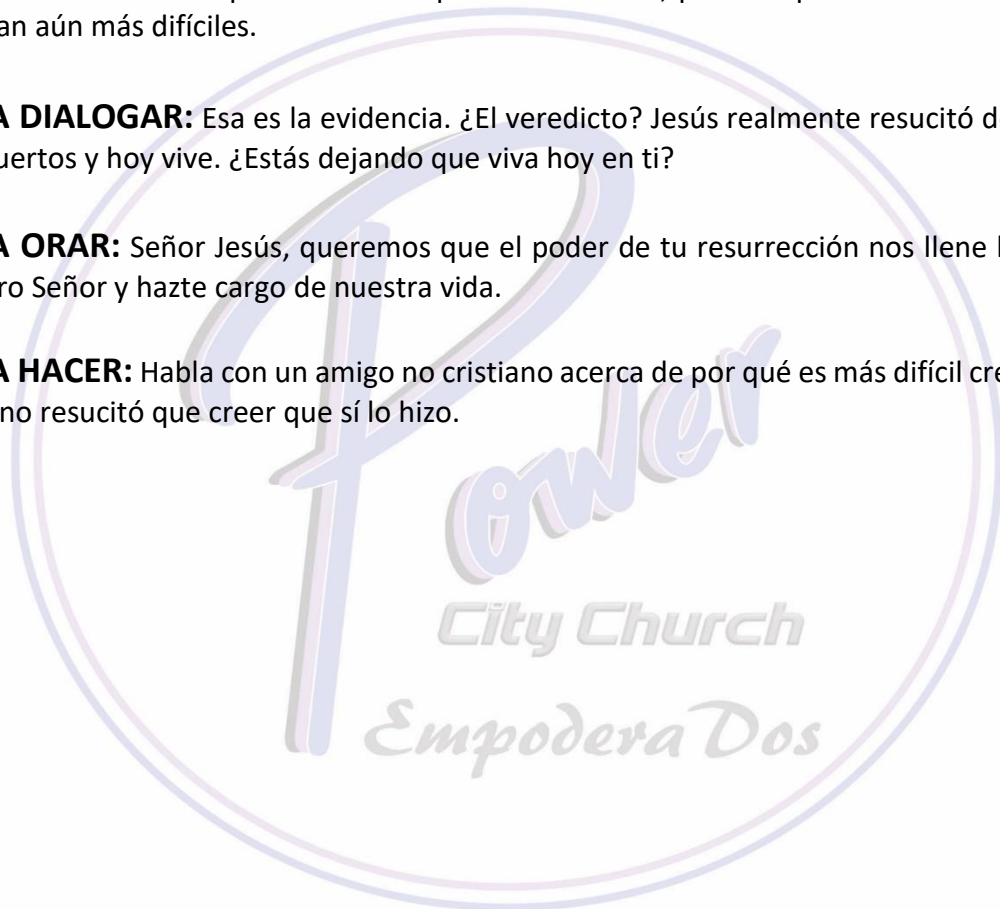 an aún más difíciles.
A DIALOGAR: Esa es la evidencia. ¿El veredicto? Jesús realmente resucitó d
uertos y hoy vive. ¿Estás dejando que viva hoy en ti?
A ORAR: Señor Jesús, queremos que el poder de tu resurrección nos llene
ro Señor y hazte cargo de nuestra vida.
A HACER: Habla con un amigo no cristiano acerca de por qué es más difícil cre
no resucitó que creer que sí lo hizo.
Power
City Church
EmpoderaDos